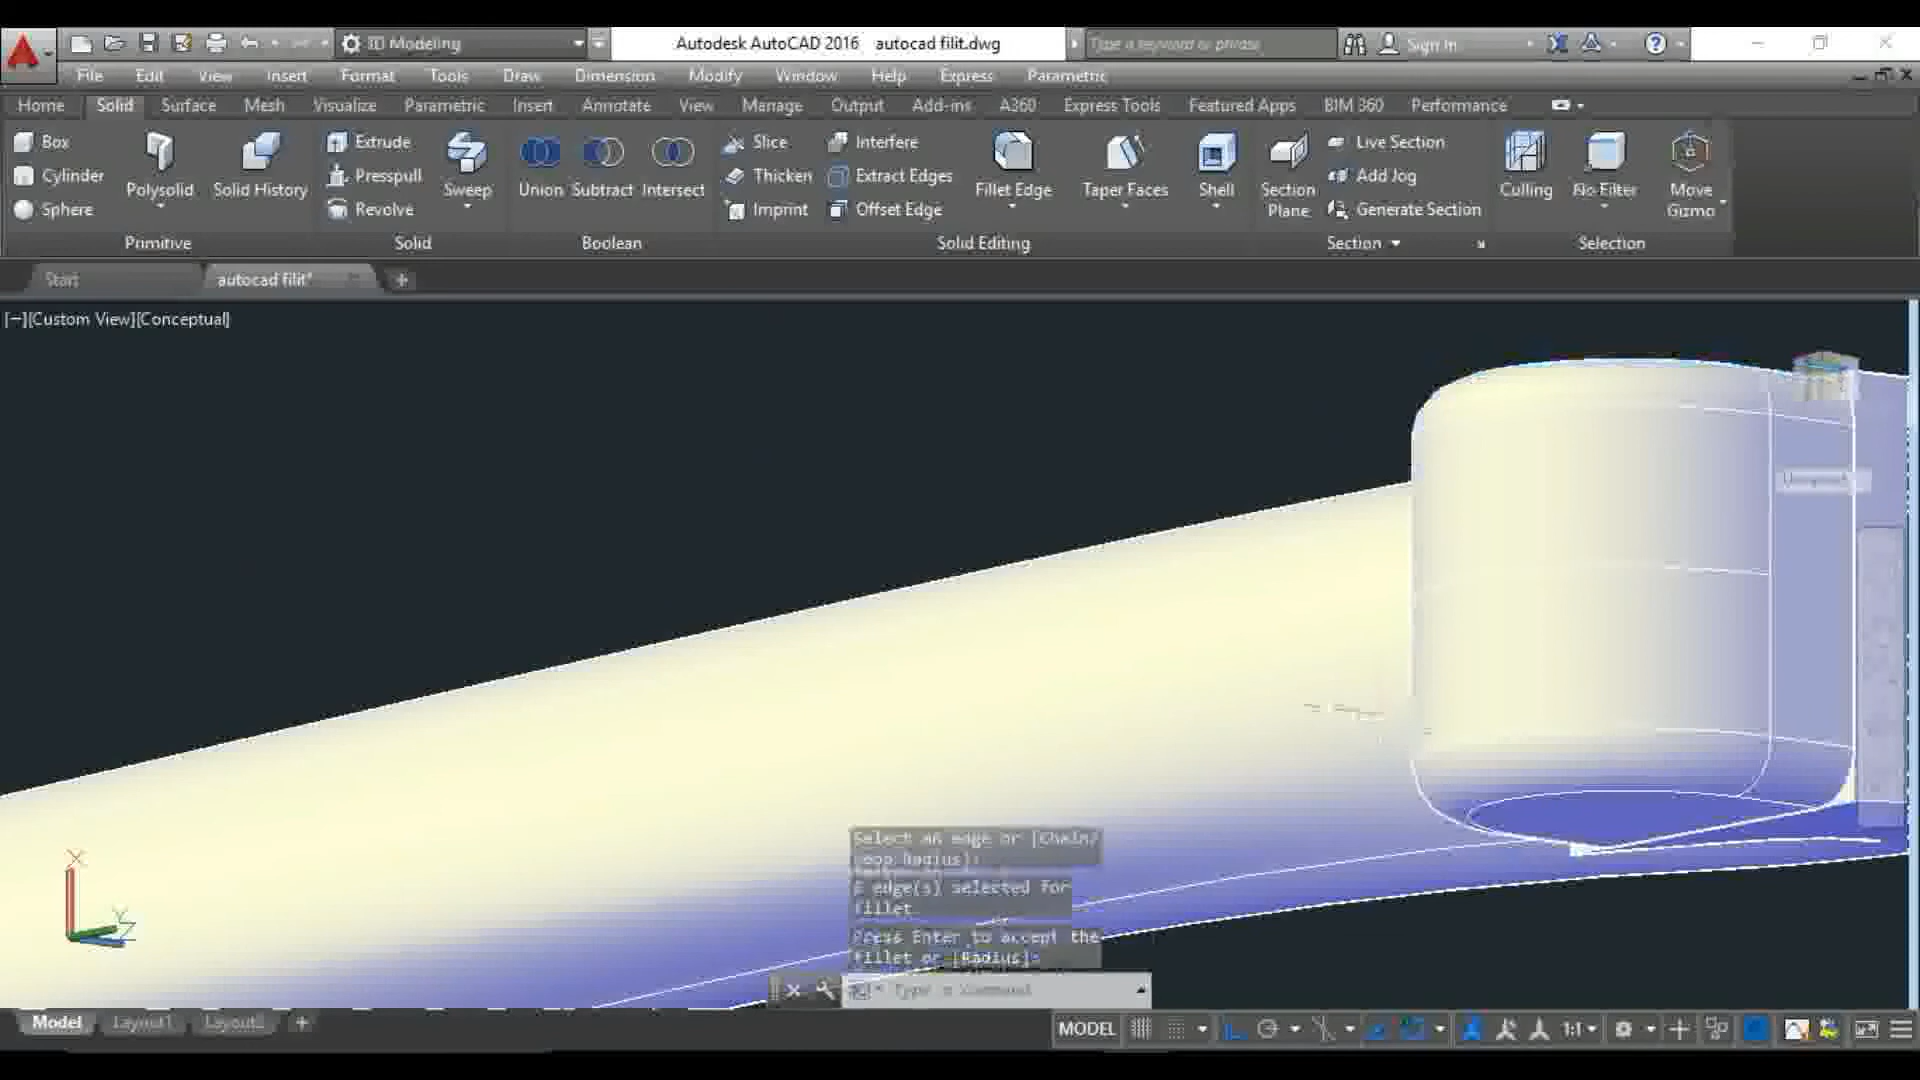 3D Modeling
Autodesk AutoCAD 2016 autocad filit.dwg
Type a keyword or phrase
Sign In
File Edit View Insert Format Tools Draw Dimension Modify Window Help Express Parametric
Home Solid Surface Mesh Visualize Parametric Insert Annotate View Manage Output Add-ins A360 Express Tools Featured Apps BIM 360 Performance
Box
Cylinder
Sphere
Polysolid
Solid History
Primitive
Extrude
Presspull
Revolve
Sweep
Solid
Union
Subtract
Intersect
Boolean
Slice
Thicken
Imprint
Interfere
Extract Edges
Offset Edge
Fillet Edge
Taper Faces
Shell
Solid Editing
Section
Plane
Live Section
Add Jog
Generate Section
Section
Culling
No Filter
Move
Gizmo
Selection
Start
autocad filit*
[−][Custom View][Conceptual]
X
Y
Z
Select an edge or [Chain/
Loop Radius]:
edge(s) selected for
fillet.
Press Enter to accept the
fillet or [Radius]:
Type a Command
Model
Layout1
Layout2
MODEL
1:1